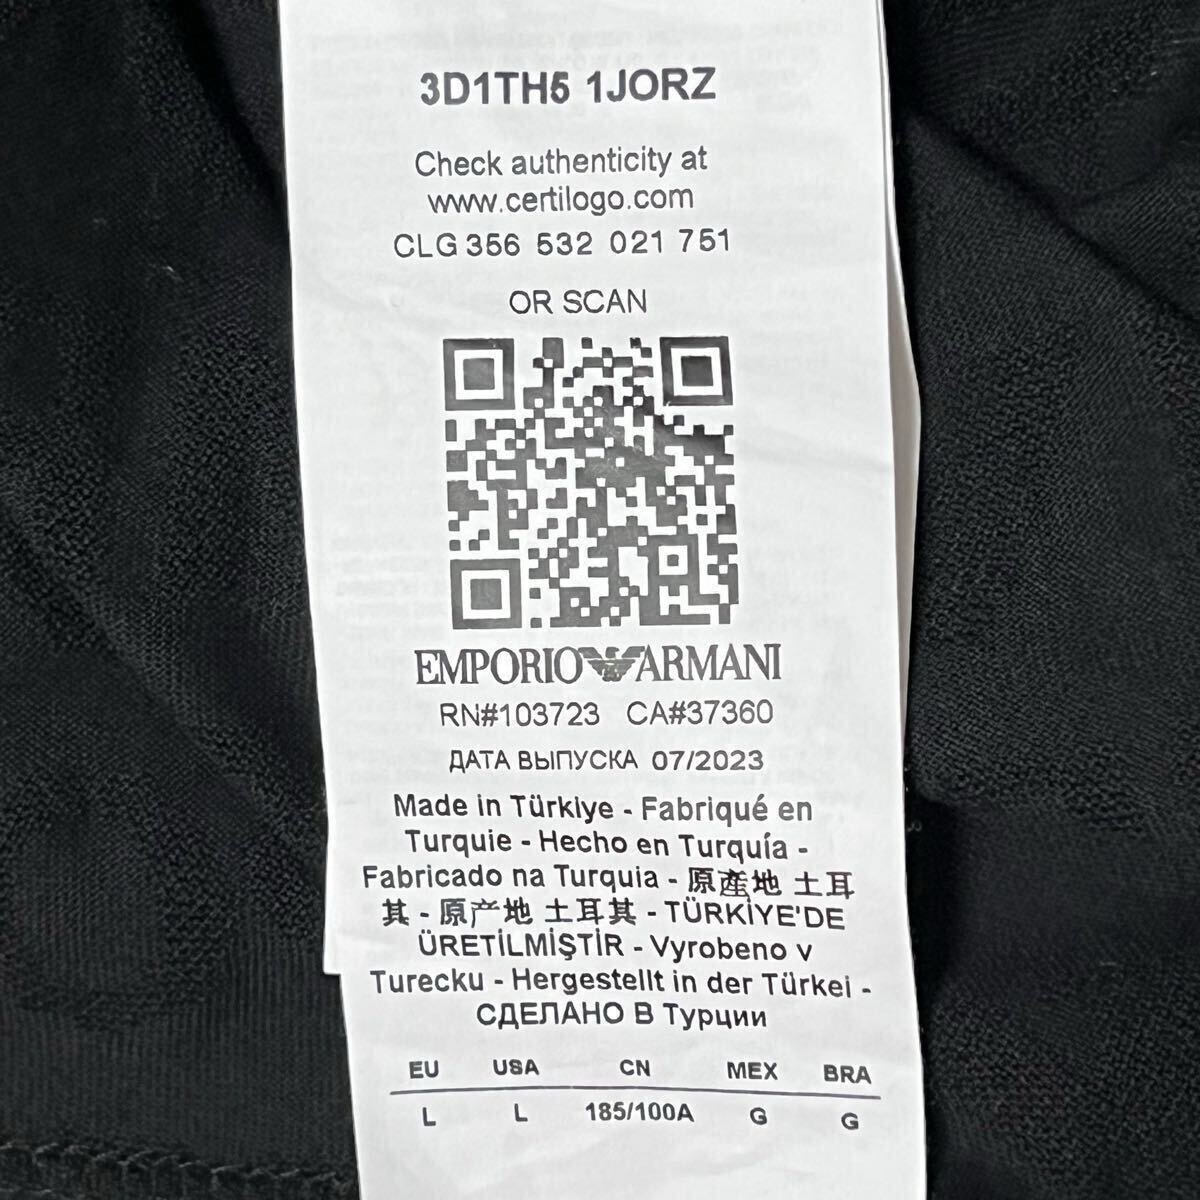 3D1TH5 1JORZ
Check authenticity at
www.certilogo.com
CLG 356 532 021 751
OR SCAN
EMPORIO ARMANI
RN#103723 CA#37360
ДАТА ВЫПУСКА 07/2023
Made in Türkiye - Fabriqué en
Turquie - Hecho en Turquía -
Fabricado na Turquia - 原產地 土耳
其 - 原产地 土耳其 - TÜRKİYE'DE
ÜRETİLMİŞTİR - Vyrobeno v
Turecku - Hergestellt in der Türkei -
СДЕЛАНО В Турции
EU USA CN MEX BRA
L L 185/100A G G